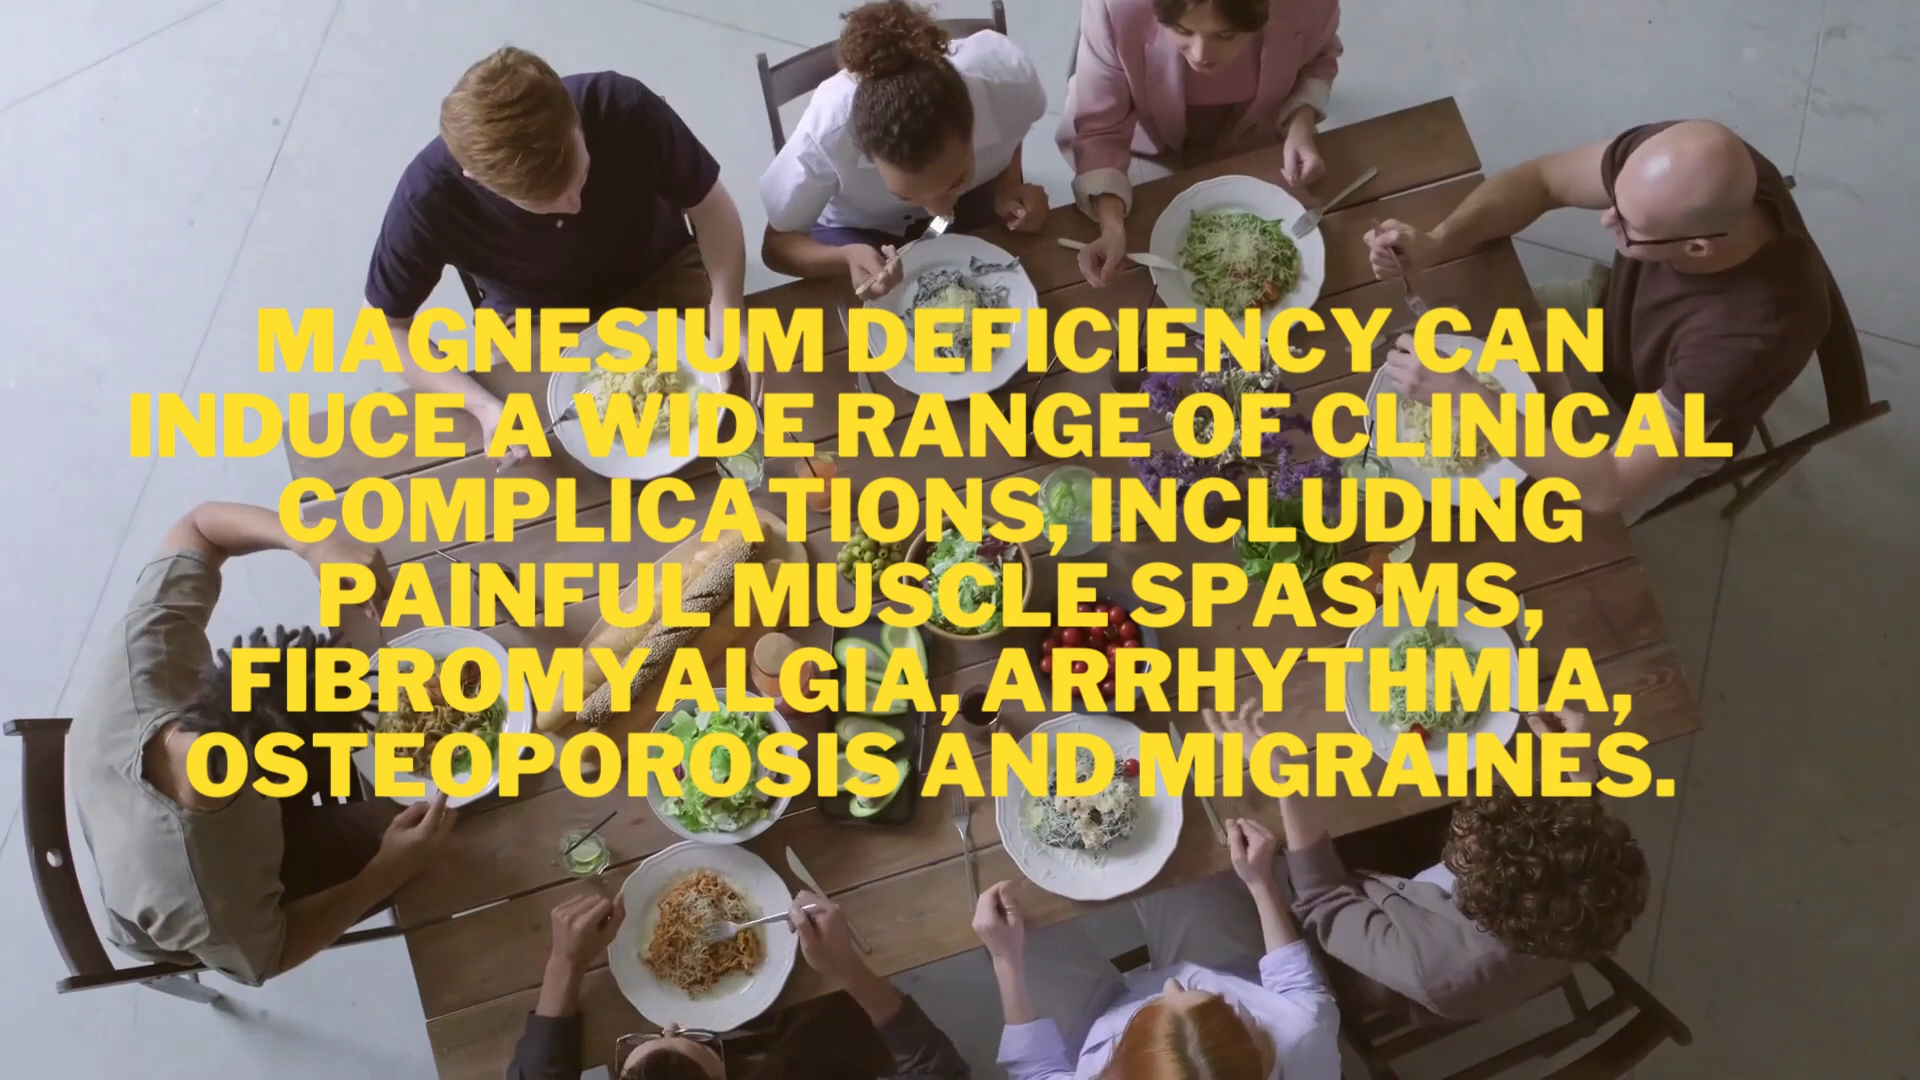 MAGNESIUM DEFICIENCY CAN
INDUCE A WIDE RANGE OF CLINICAL
COMPLICATIONS, INCLUDING
PAINFUL MUSCLE SPASMS,
FIBROMYALGIA, ARRHYTHMIA,
OSTEOPOROSIS AND MIGRAINES.